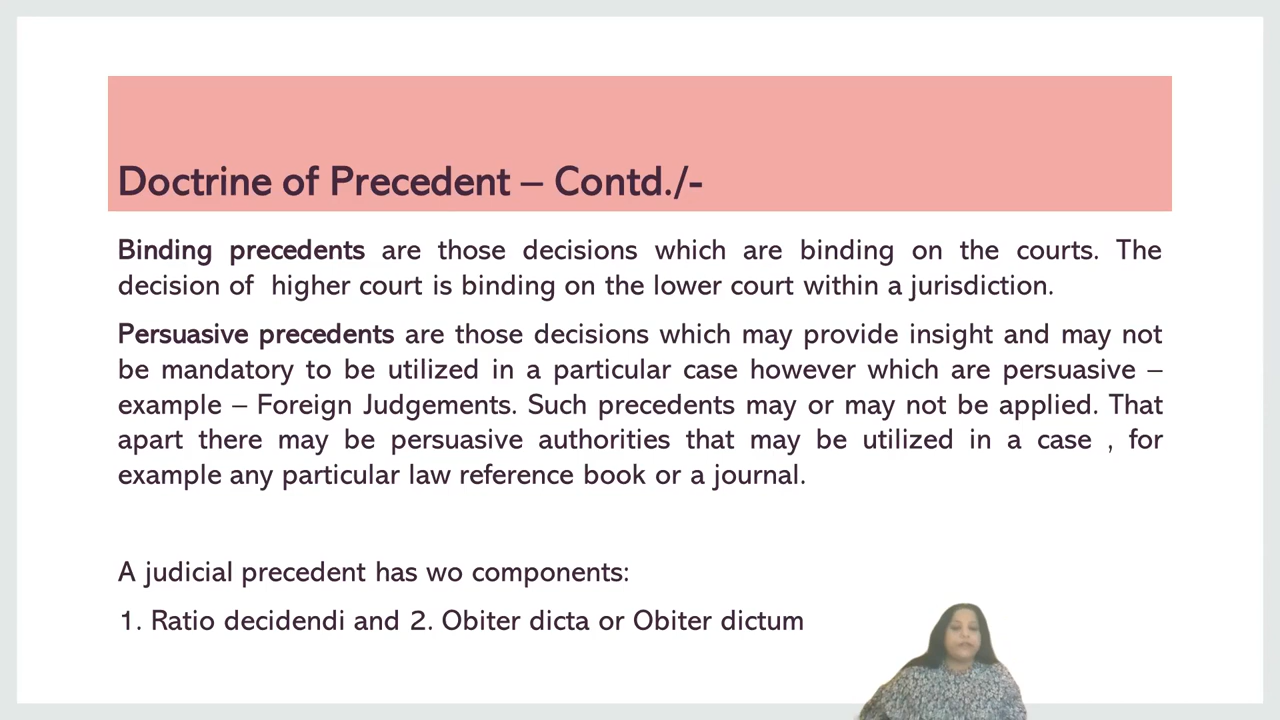 Doctrine of Precedent – Contd./-
Binding precedents are those decisions which are binding on the courts. The
decision of higher court is binding on the lower court within a jurisdiction.
Persuasive precedents are those decisions which may provide insight and may not
be mandatory to be utilized in a particular case however which are persuasive –
example – Foreign Judgements. Such precedents may or may not be applied. That
apart there may be persuasive authorities that may be utilized in a case , for
example any particular law reference book or a journal.
A judicial precedent has wo components:
1. Ratio decidendi and 2. Obiter dicta or Obiter dictum